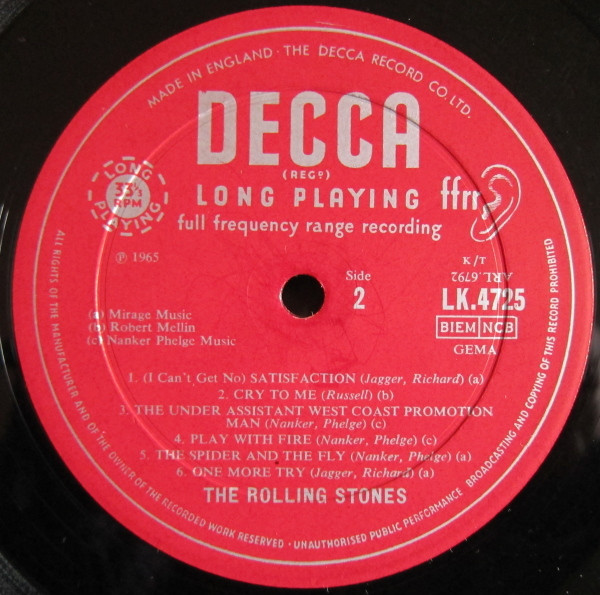 MADE IN ENGLAND · THE DECCA RECORD CO. LTD.
DECCA
(REGD)
LONG PLAYING
33⅓
RPM
LONG PLAYING ffrr
full frequency range recording
K/T
ARL.6792
℗ 1965
Side
2
LK.4725
BIEM NCB
GEMA
(a) Mirage Music
(b) Robert Mellin
(c) Nanker Phelge Music
1. (I Can't Get No) SATISFACTION (Jagger, Richard) (a)
2. CRY TO ME (Russell) (b)
3. THE UNDER ASSISTANT WEST COAST PROMOTION
MAN (Nanker, Phelge) (c)
4. PLAY WITH FIRE (Nanker, Phelge) (c)
5. THE SPIDER AND THE FLY (Nanker, Phelge) (a)
6. ONE MORE TRY (Jagger, Richard) (a)
THE ROLLING STONES
ALL RIGHTS OF THE MANUFACTURER AND OF THE OWNER OF THE RECORDED WORK RESERVED · UNAUTHORISED PUBLIC PERFORMANCE BROADCASTING AND COPYING OF THIS RECORD PROHIBITED